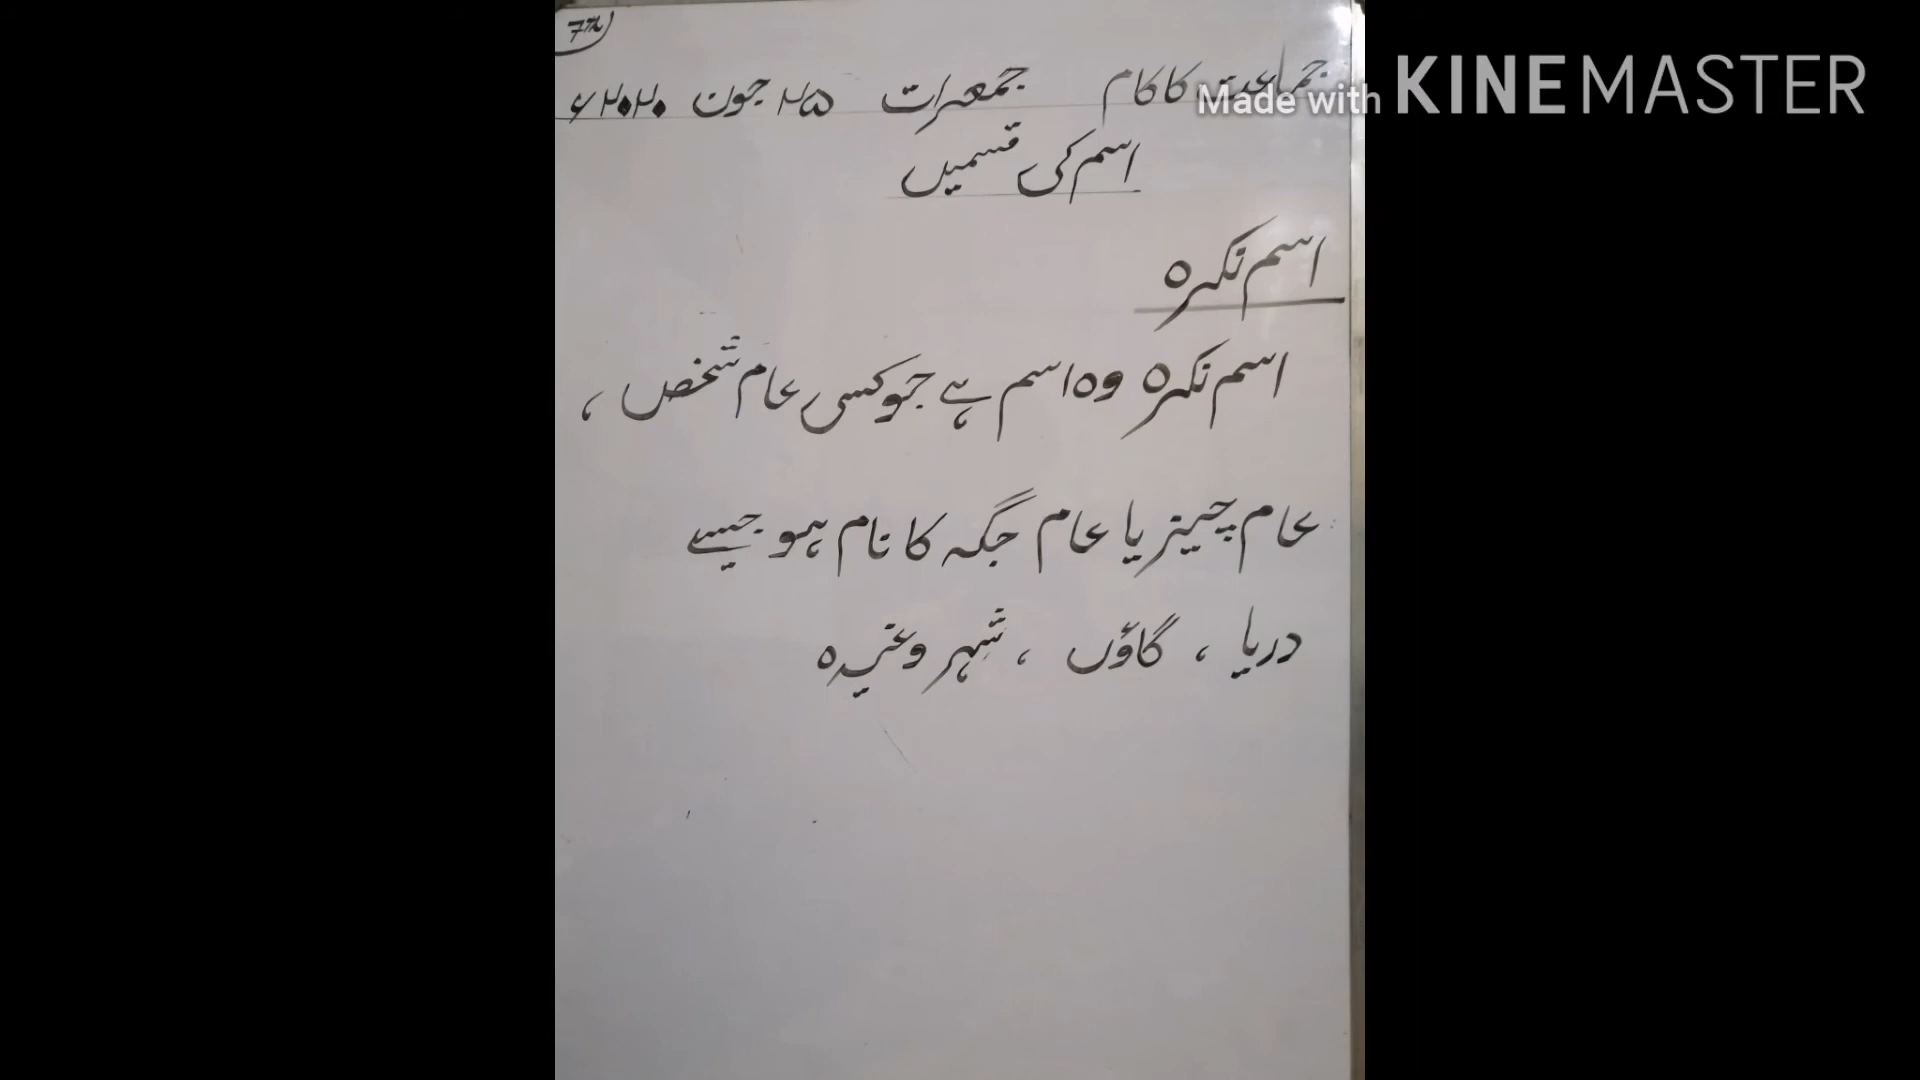 7th
جماعت کا کام جمعرات ۲۵ جون ۲۰۲۰ء
Made with KINEMASTER
اسم کی قسمیں
اسم نکرہ
اسم نکرہ وہ اسم ہے جو کسی عام شخص ،
عام چیز یا عام جگہ کا نام ہو جیسے
دریا ، گاؤں ، شہر وغیرہ